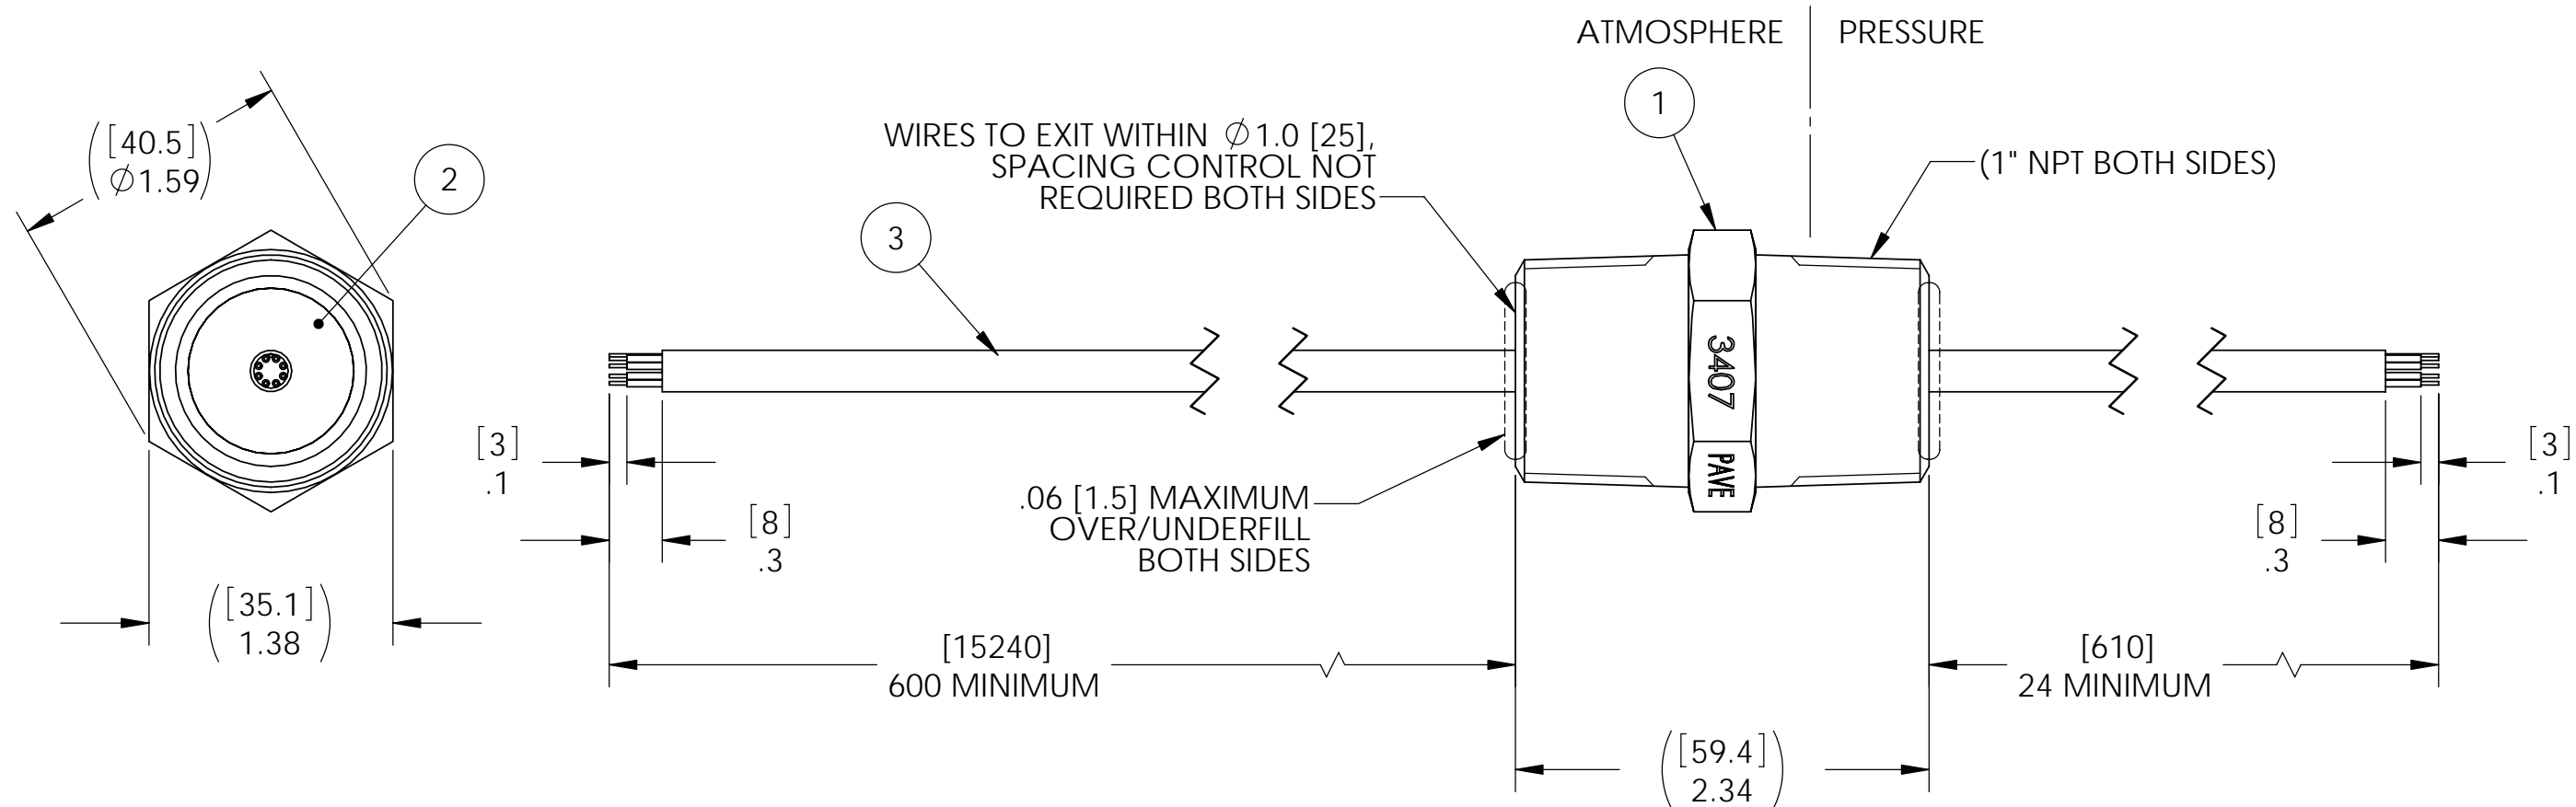 ATMOSPHERE
PRESSURE
1
[40.5]
∅1.59
2
WIRES TO EXIT WITHIN ∅1.0 [25],
SPACING CONTROL NOT
REQUIRED BOTH SIDES
(1" NPT BOTH SIDES)
3
3407
PAVE
[3]
.1
[8]
.3
.06 [1.5] MAXIMUM
OVER/UNDERFILL
BOTH SIDES
[3]
.1
[8]
.3
[35.1]
1.38
[15240]
600 MINIMUM
[610]
24 MINIMUM
[59.4]
2.34